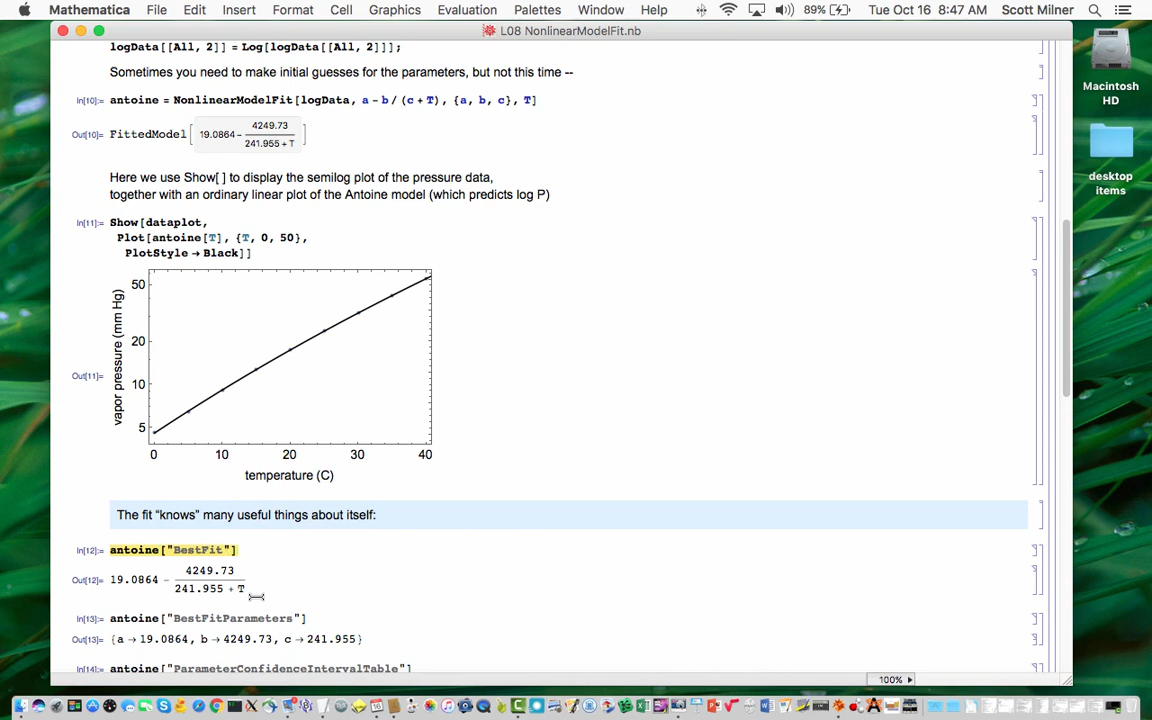 Mathematica File Edit Insert Format Cell Graphics Evaluation Palettes Window Help 89% Tue Oct 16 8:47 AM Scott Milner
L08 NonlinearModelFit.nb
logData[[All, 2]] = Log[logData[[All, 2]]];
Sometimes you need to make initial guesses for the parameters, but not this time --
In[10]:= antoine = NonlinearModelFit[logData, a - b / (c + T), {a, b, c}, T]
Out[10]= FittedModel[ 19.0864 - 4249.73 / 241.955 + T ]
Here we use Show[ ] to display the semilog plot of the pressure data,
together with an ordinary linear plot of the Antoine model (which predicts log P)
In[11]:= Show[dataplot,
Plot[antoine[T], {T, 0, 50},
PlotStyle → Black]]
50
20
10
5
vapor pressure (mm Hg)
Out[11]=
0 10 20 30 40
temperature (C)
The fit “knows” many useful things about itself:
In[12]:= antoine["BestFit"]
Out[12]= 19.0864 - 4249.73 / 241.955 + T
In[13]:= antoine["BestFitParameters"]
Out[13]= {a → 19.0864, b → 4249.73, c → 241.955}
In[14]:= antoine["ParameterConfidenceIntervalTable"]
100%
Macintosh
HD
desktop
items